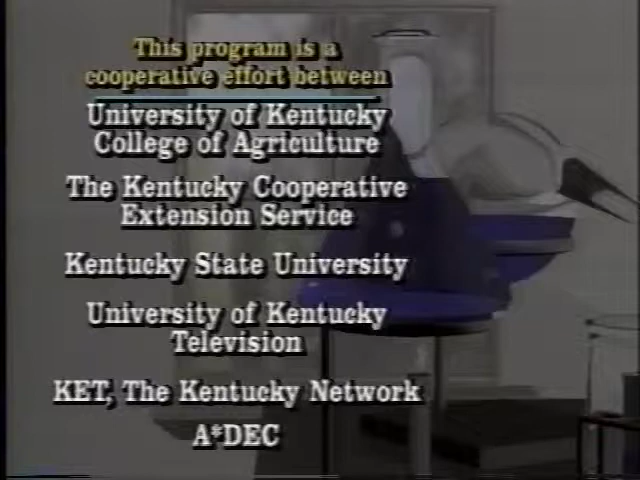 This program is a
cooperative effort between
University of Kentucky
College of Agriculture
The Kentucky Cooperative
Extension Service
Kentucky State University
University of Kentucky
Television
KET, The Kentucky Network
A*DEC